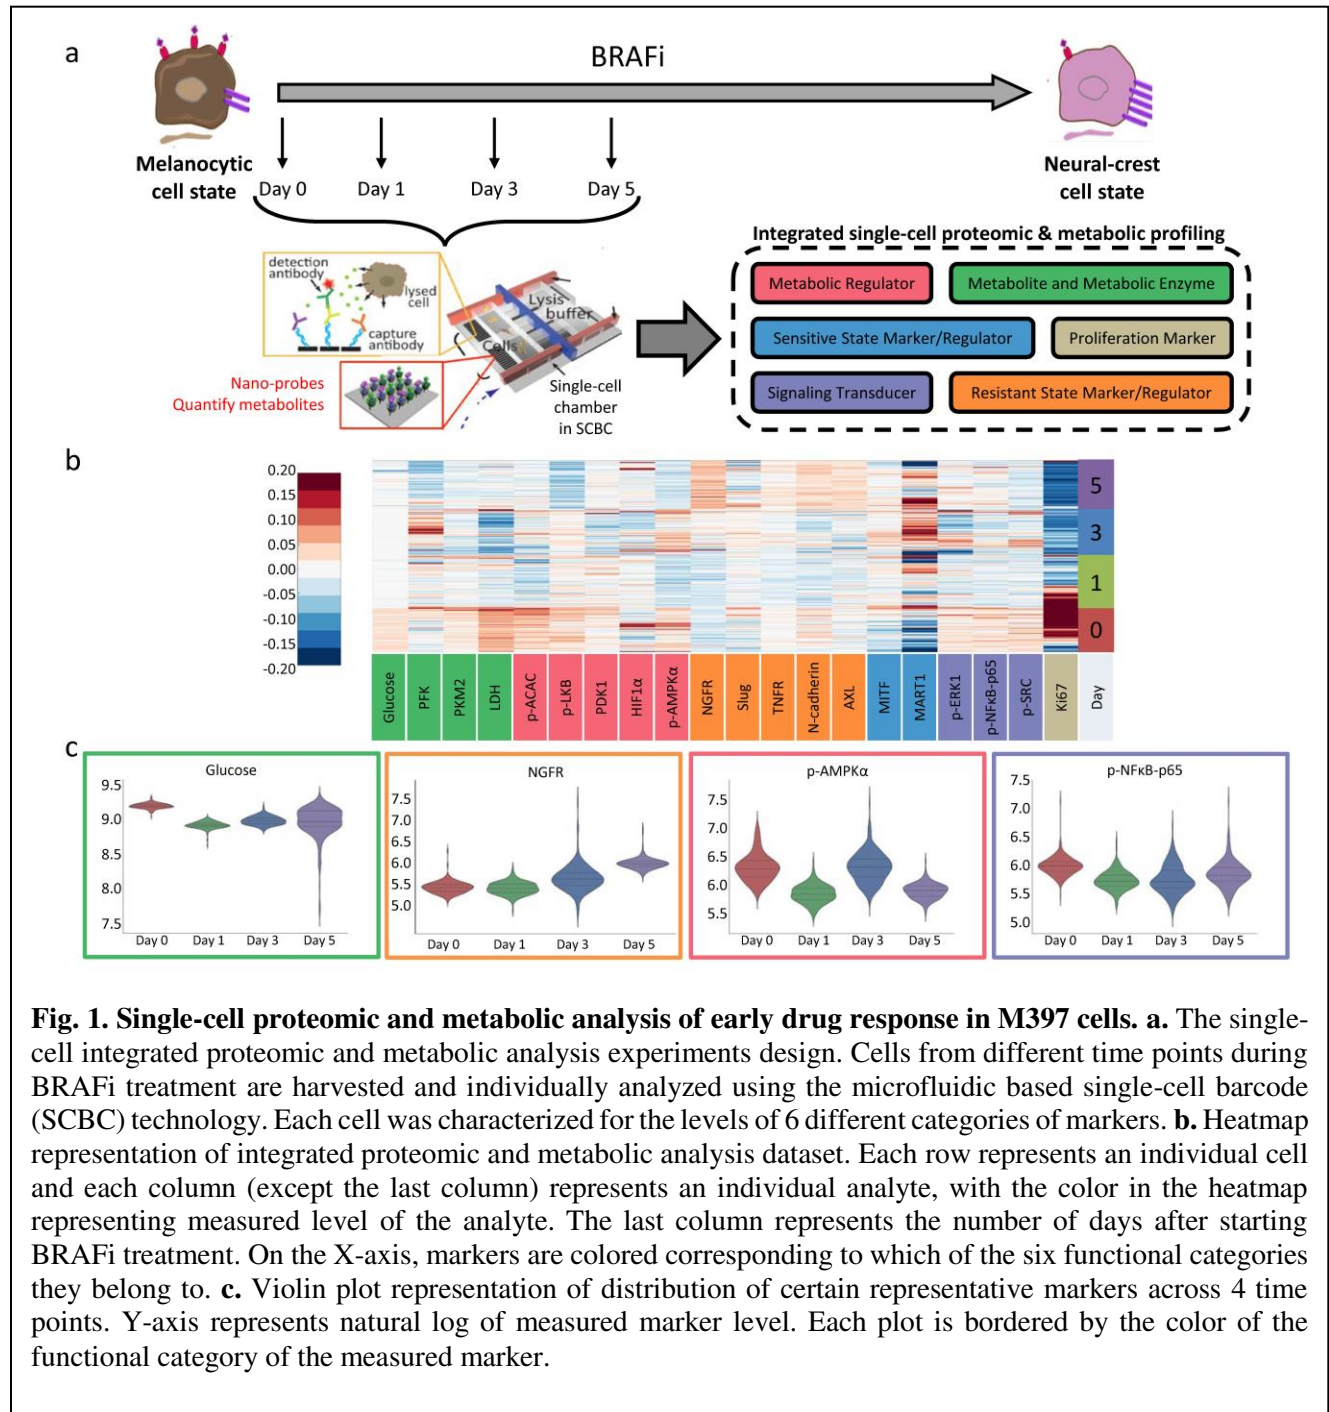 a
BRAFi
Melanocytic
cell state
Day 0
Day 1
Day 3
Day 5
Neural-crest
cell state
detection
antibody
lysed
cell
capture
antibody
Lysis
buffer
Cells
Nano-probes
Quantify metabolites
Single-cell
chamber
in SCBC
Integrated single-cell proteomic & metabolic profiling
Metabolic Regulator
Metabolite and Metabolic Enzyme
Sensitive State Marker/Regulator
Proliferation Marker
Signaling Transducer
Resistant State Marker/Regulator
b
0.20
0.15
0.10
0.05
0.00
-0.05
-0.10
-0.15
-0.20
5
3
1
0
Glucose
PFK
PKM2
LDH
p-ACAC
p-LKB
PDK1
HIF1α
p-AMPKα
NGFR
Slug
TNFR
N-cadherin
AXL
MITF
MART1
p-ERK1
p-NFκB-p65
p-SRC
Ki67
Day
c
Glucose
9.5
9.0
8.5
8.0
7.5
Day 0 Day 1 Day 3 Day 5
NGFR
7.5
7.0
6.5
6.0
5.5
5.0
Day 0 Day 1 Day 3 Day 5
p-AMPKα
7.5
7.0
6.5
6.0
5.5
Day 0 Day 1 Day 3 Day 5
p-NFκB-p65
7.5
7.0
6.5
6.0
5.5
5.0
Day 0 Day 1 Day 3 Day 5
Fig. 1. Single-cell proteomic and metabolic analysis of early drug response in M397 cells. a. The single-
cell integrated proteomic and metabolic analysis experiments design. Cells from different time points during
BRAFi treatment are harvested and individually analyzed using the microfluidic based single-cell barcode
(SCBC) technology. Each cell was characterized for the levels of 6 different categories of markers. b. Heatmap
representation of integrated proteomic and metabolic analysis dataset. Each row represents an individual cell
and each column (except the last column) represents an individual analyte, with the color in the heatmap
representing measured level of the analyte. The last column represents the number of days after starting
BRAFi treatment. On the X-axis, markers are colored corresponding to which of the six functional categories
they belong to. c. Violin plot representation of distribution of certain representative markers across 4 time
points. Y-axis represents natural log of measured marker level. Each plot is bordered by the color of the
functional category of the measured marker.